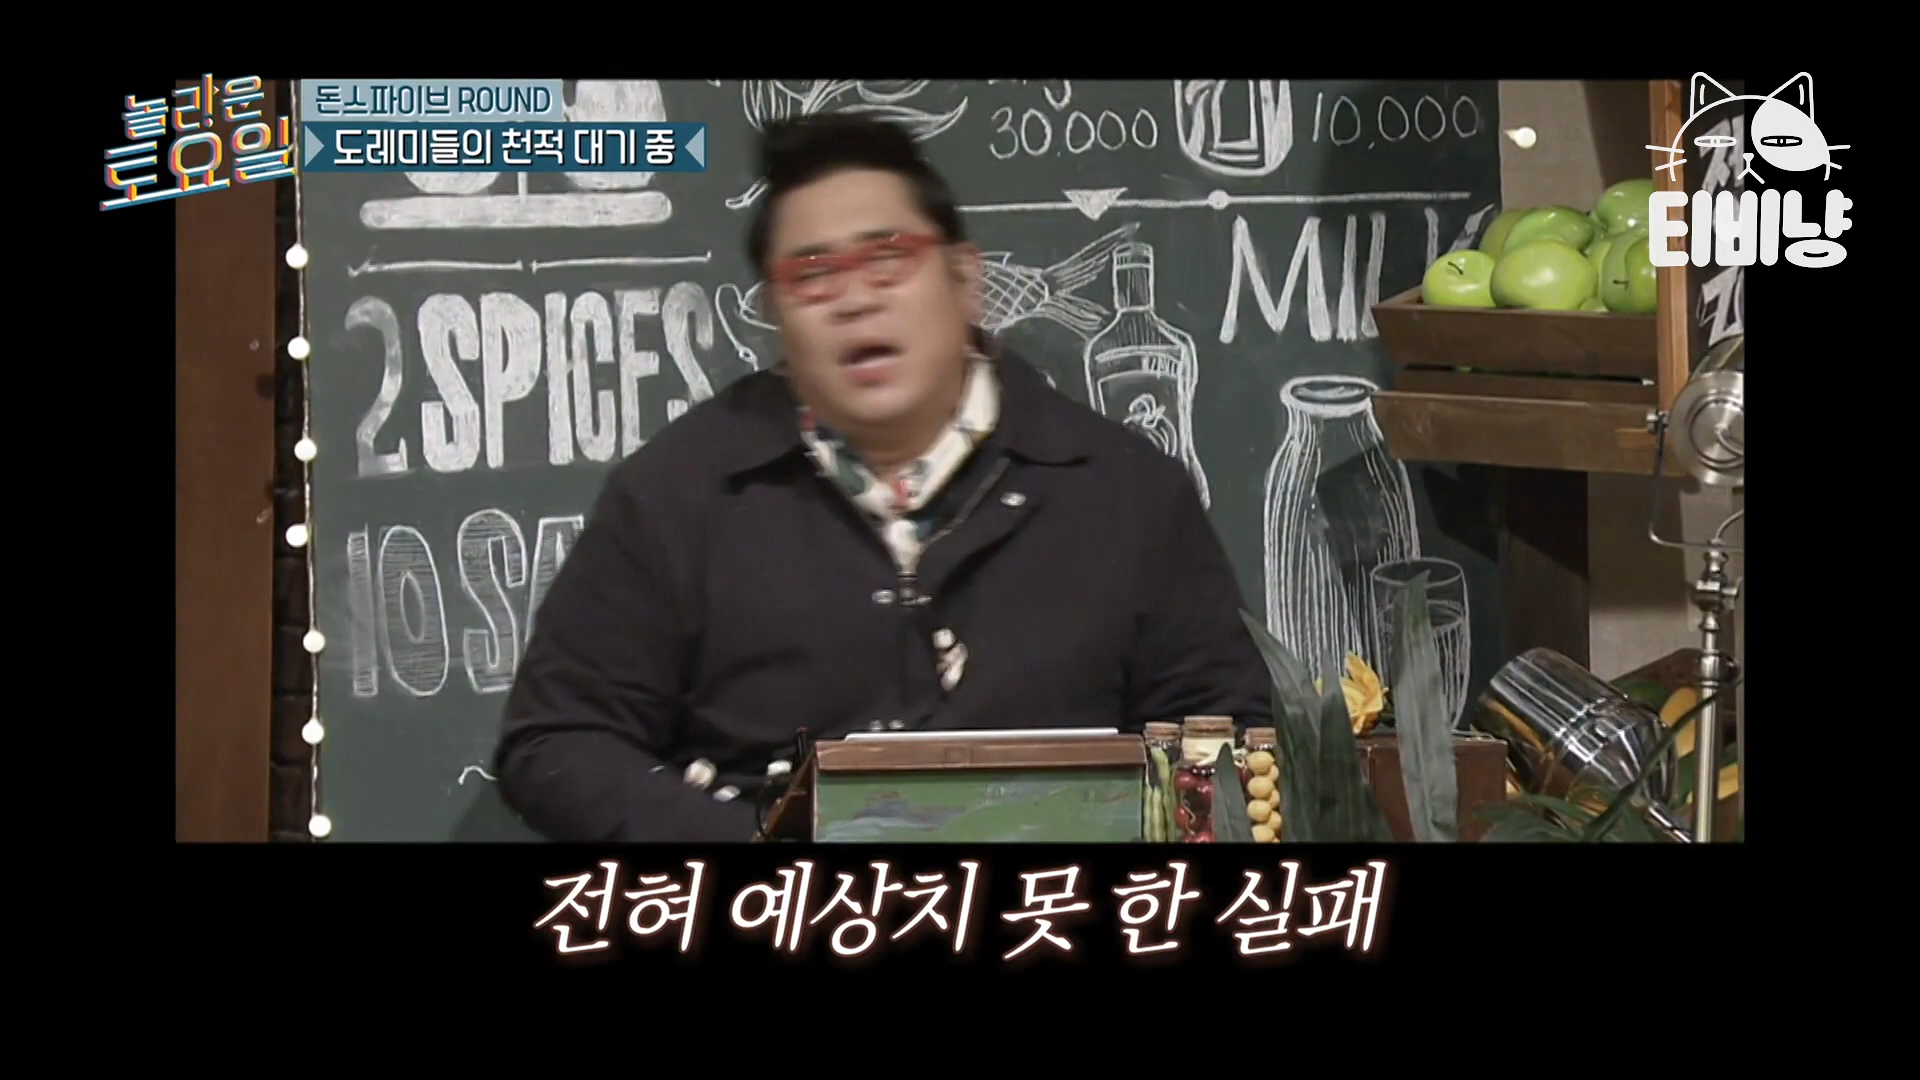 놀라운
토요일
돈스파이브 ROUND
도레미들의 천적 대기 중
티비냥
30,000
10,000
2 SPICES
10 SA
전혀 예상치 못 한 실패